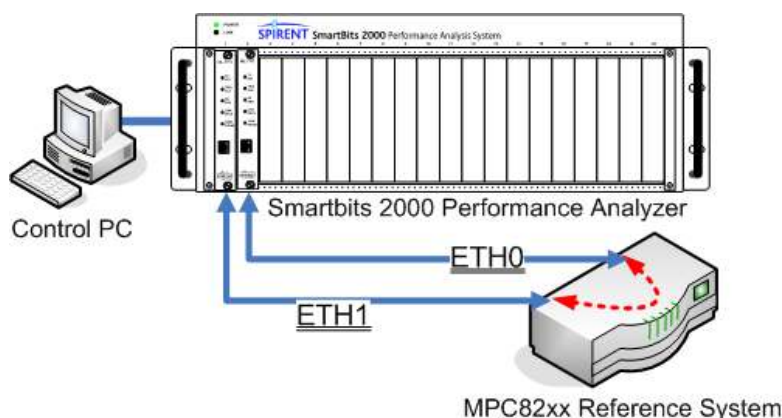 SPIRENT SmartBits 2000 Performance Analysis System
Control PC
Smartbits 2000 Performance Analyzer
ETH0
ETH1
MPC82xx Reference System